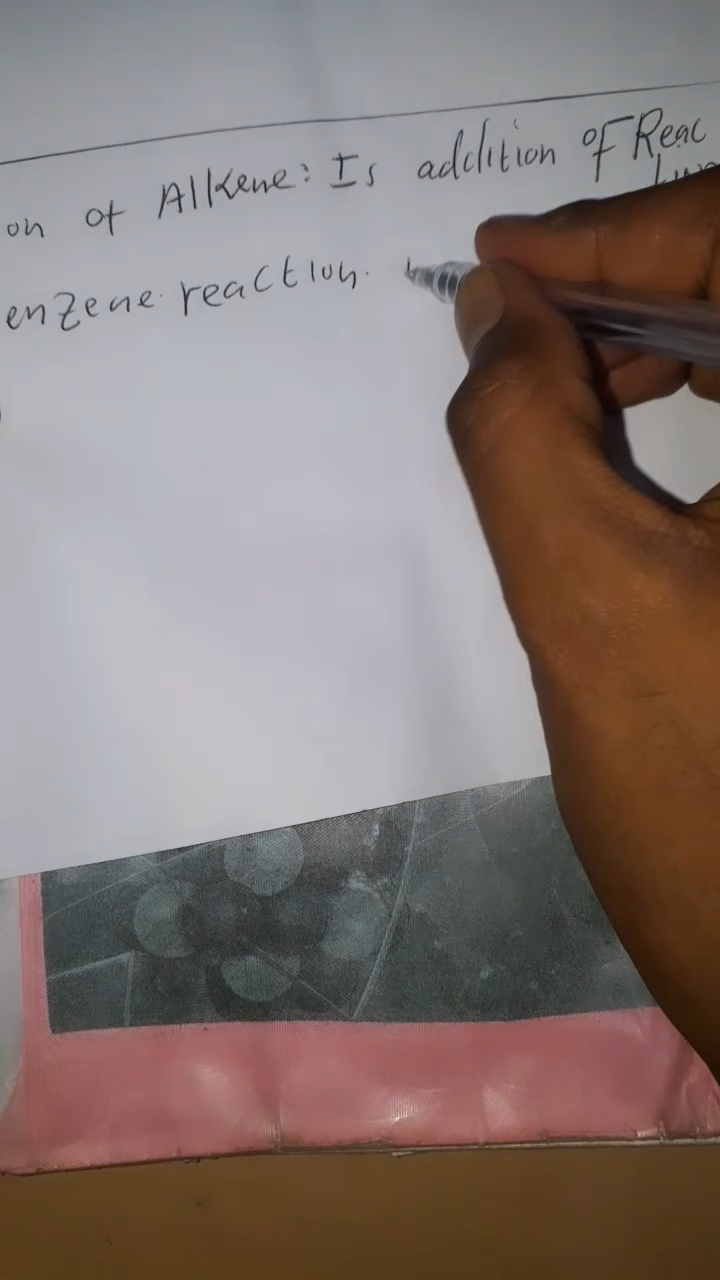 on of Alkene: Is addition of Reac
enzene reaction.